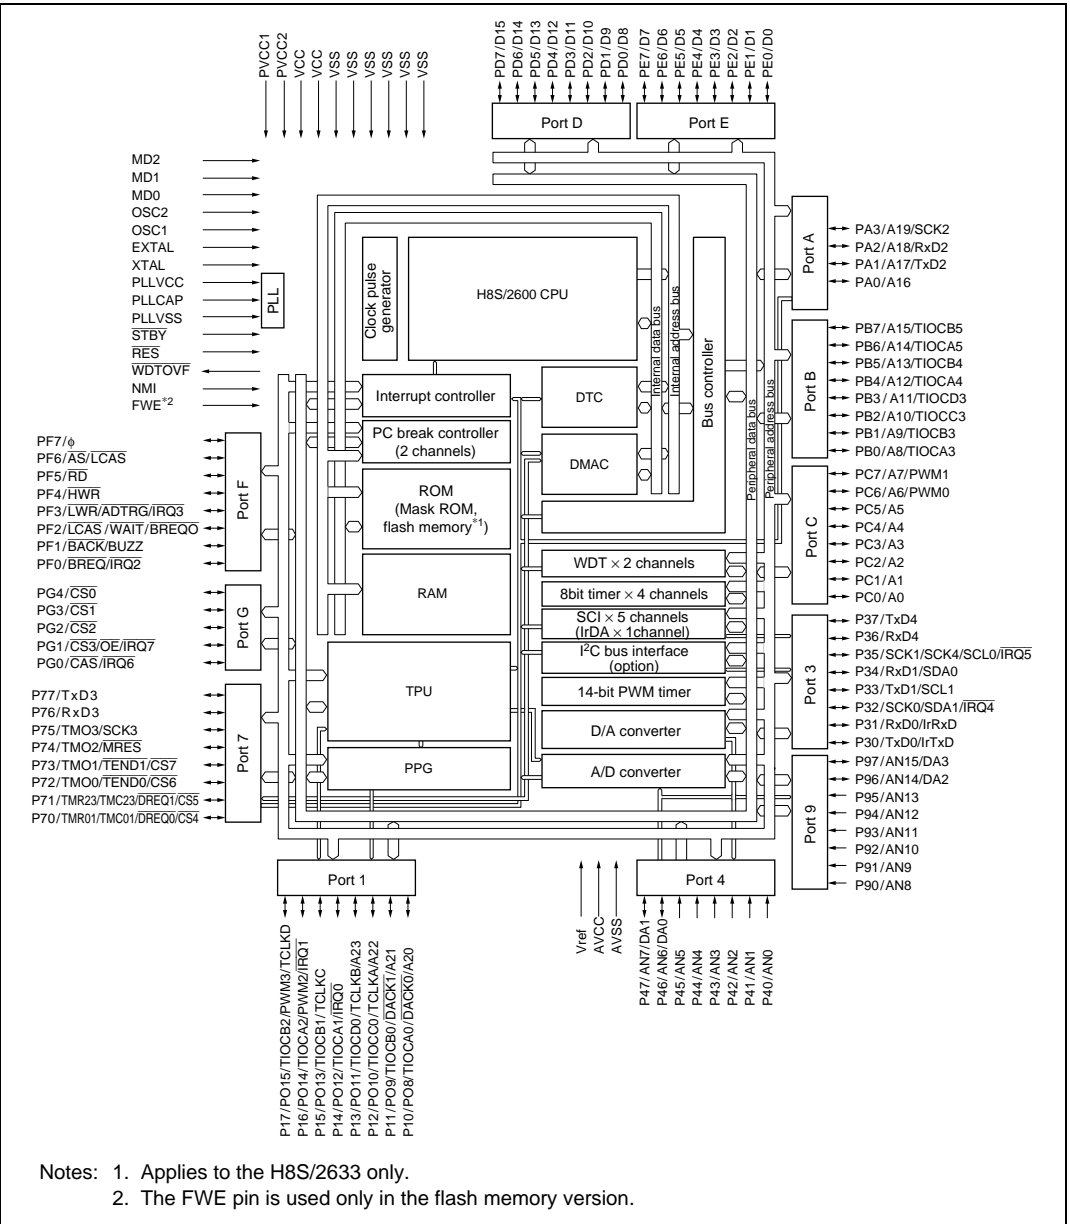 PVCC1
PVCC2
VCC
VCC
VSS
VSS
VSS
VSS
VSS
VSS
PD7/D15
PD6/D14
PD5/D13
PD4/D12
PD3/D11
PD2/D10
PD1/D9
PD0/D8
PE7/D7
PE6/D6
PE5/D5
PE4/D4
PE3/D3
PE2/D2
PE1/D1
PE0/D0
Port D
Port E
MD2
MD1
MD0
OSC2
OSC1
EXTAL
XTAL
PLLVCC
PLLCAP
PLLVSS
STBY
RES
WDTOVF
NMI
FWE*2
PLL
Clock pulse
generator
H8S/2600 CPU
Internal data bus
Internal address bus
Bus controller
Peripheral data bus
Peripheral address bus
Interrupt controller
PC break controller
(2 channels)
ROM
(Mask ROM,
flash memory*1)
RAM
TPU
PPG
DTC
DMAC
WDT × 2 channels
8bit timer × 4 channels
SCI × 5 channels
(IrDA × 1channel)
I2C bus interface
(option)
14-bit PWM timer
D/A converter
A/D converter
Port A
PA3/A19/SCK2
PA2/A18/RxD2
PA1/A17/TxD2
PA0/A16
Port B
PB7/A15/TIOCB5
PB6/A14/TIOCA5
PB5/A13/TIOCB4
PB4/A12/TIOCA4
PB3/A11/TIOCD3
PB2/A10/TIOCC3
PB1/A9/TIOCB3
PB0/A8/TIOCA3
Port C
PC7/A7/PWM1
PC6/A6/PWM0
PC5/A5
PC4/A4
PC3/A3
PC2/A2
PC1/A1
PC0/A0
Port 3
P37/TxD4
P36/RxD4
P35/SCK1/SCK4/SCL0/IRQ5
P34/RxD1/SDA0
P33/TxD1/SCL1
P32/SCK0/SDA1/IRQ4
P31/RxD0/IrRxD
P30/TxD0/IrTxD
Port 9
P97/AN15/DA3
P96/AN14/DA2
P95/AN13
P94/AN12
P93/AN11
P92/AN10
P91/AN9
P90/AN8
PF7/ϕ
PF6/AS/LCAS
PF5/RD
PF4/HWR
PF3/LWR/ADTRG/IRQ3
PF2/LCAS/WAIT/BREQO
PF1/BACK/BUZZ
PF0/BREQ/IRQ2
Port F
PG4/CS0
PG3/CS1
PG2/CS2
PG1/CS3/OE/IRQ7
PG0/CAS/IRQ6
Port G
P77/TxD3
P76/RxD3
P75/TMO3/SCK3
P74/TMO2/MRES
P73/TMO1/TEND1/CS7
P72/TMO0/TEND0/CS6
P71/TMR23/TMC23/DREQ1/CS5
P70/TMR01/TMC01/DREQ0/CS4
Port 7
Port 1
P17/PO15/TIOCB2/PWM3/TCLKD
P16/PO14/TIOCA2/PWM2/IRQ1
P15/PO13/TIOCB1/TCLKC
P14/PO12/TIOCA1/IRQ0
P13/PO11/TIOCD0/TCLKB/A23
P12/PO10/TIOCC0/TCLKA/A22
P11/PO9/TIOCB0/DACK1/A21
P10/PO8/TIOCA0/DACK0/A20
Vref
AVCC
AVSS
Port 4
P47/AN7/DA1
P46/AN6/DA0
P45/AN5
P44/AN4
P43/AN3
P42/AN2
P41/AN1
P40/AN0
Notes: 1. Applies to the H8S/2633 only.
2. The FWE pin is used only in the flash memory version.